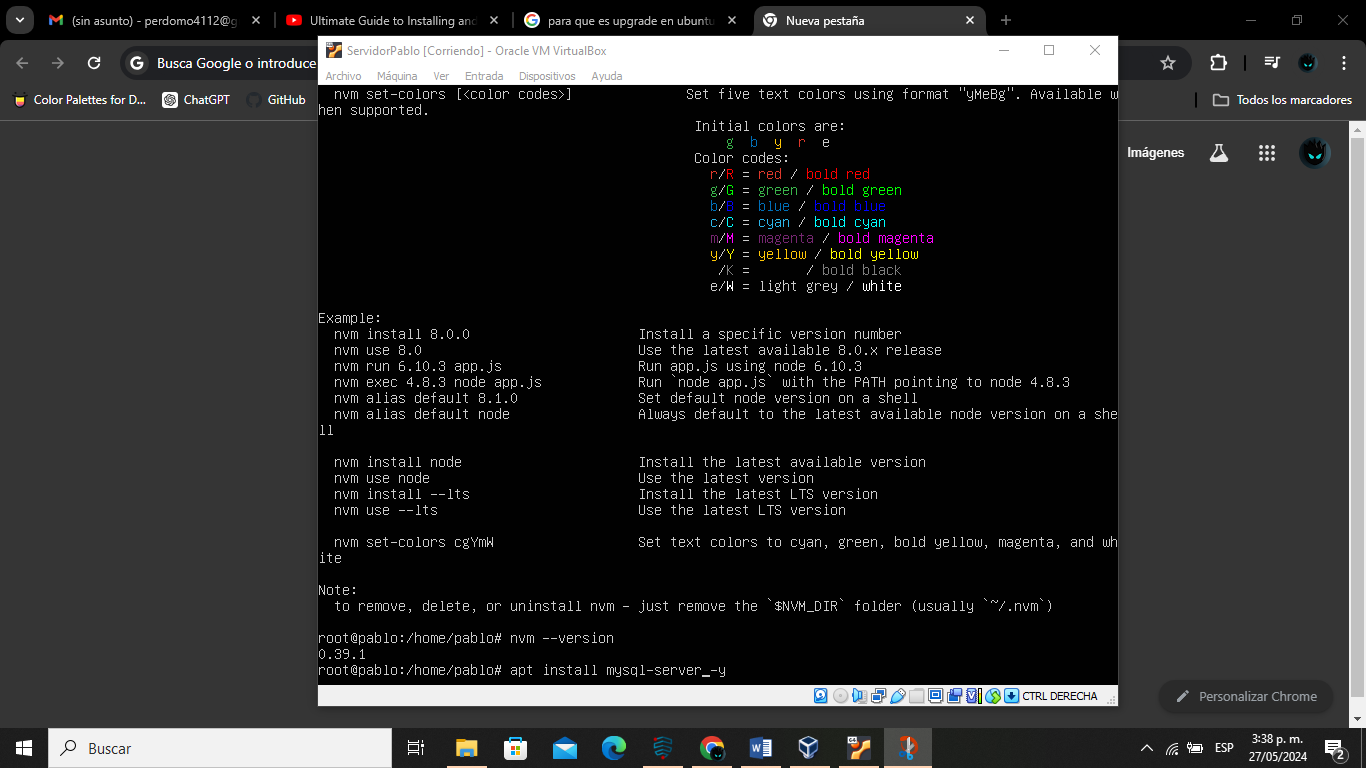 (sin asunto) - perdomo4112@g
Ultimate Guide to Installing and
para que es upgrade en ubuntu
Nueva pestaña
Busca Google o introduce
Color Palettes for D...
ChatGPT
GitHub
Todos los marcadores
Imágenes
ServidorPablo [Corriendo] - Oracle VM VirtualBox
Archivo Máquina Ver Entrada Dispositivos Ayuda
nvm set-colors [<color codes>] Set five text colors using format "yMeBg". Available w
hen supported.
Initial colors are:
g b y r e
Color codes:
r/R = red / bold red
g/G = green / bold green
b/B = blue / bold blue
c/C = cyan / bold cyan
m/M = magenta / bold magenta
y/Y = yellow / bold yellow
/K = / bold black
e/W = light grey / white
Example:
nvm install 8.0.0 Install a specific version number
nvm use 8.0 Use the latest available 8.0.x release
nvm run 6.10.3 app.js Run app.js using node 6.10.3
nvm exec 4.8.3 node app.js Run `node app.js` with the PATH pointing to node 4.8.3
nvm alias default 8.1.0 Set default node version on a shell
nvm alias default node Always default to the latest available node version on a she
ll
nvm install node Install the latest available version
nvm use node Use the latest version
nvm install --lts Install the latest LTS version
nvm use --lts Use the latest LTS version
nvm set-colors cgYmW Set text colors to cyan, green, bold yellow, magenta, and wh
ite
Note:
to remove, delete, or uninstall nvm - just remove the `$NVM_DIR` folder (usually `~/.nvm`)
root@pablo:/home/pablo# nvm --version
0.39.1
root@pablo:/home/pablo# apt install mysql-server_-y
CTRL DERECHA
Personalizar Chrome
Buscar
ESP
3:38 p. m.
27/05/2024
2